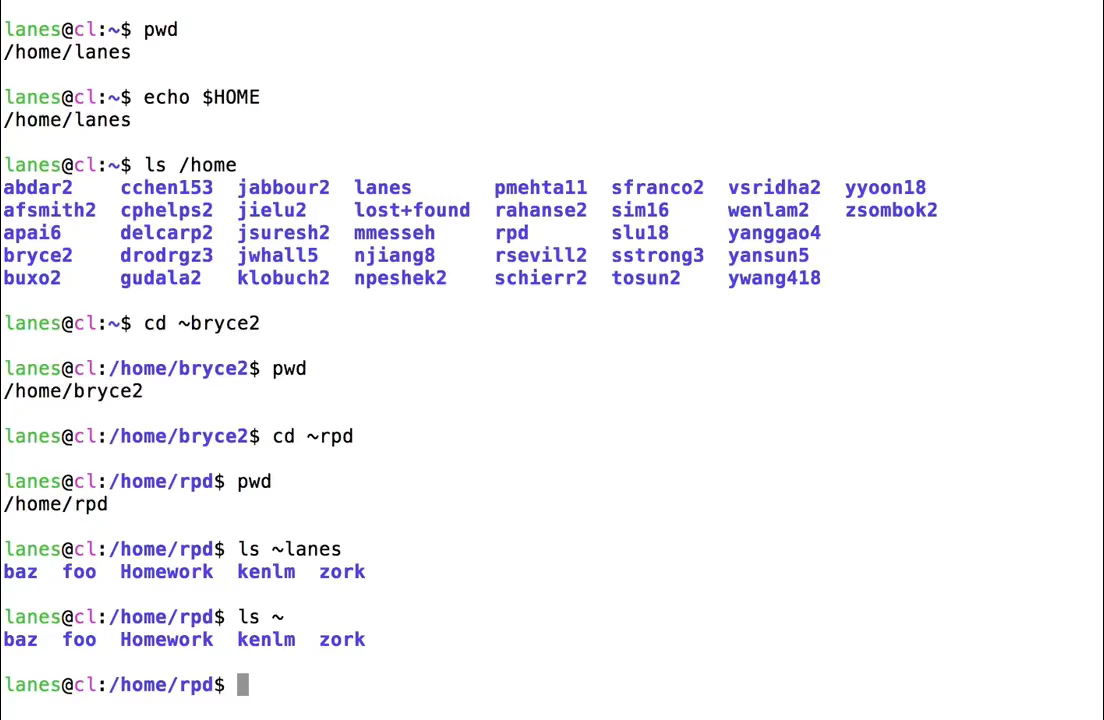 lanes@cl:~$ pwd
/home/lanes
lanes@cl:~$ echo $HOME
/home/lanes
lanes@cl:~$ ls /home
abdar2 cchen153 jabbour2 lanes pmehta11 sfranco2 vsridha2 yyoon18
afsmith2 cphelps2 jielu2 lost+found rahanse2 sim16 wenlam2 zsombok2
apai6 delcarp2 jsuresh2 mmesseh rpd slu18 yanggao4
bryce2 drodrgz3 jwhall5 njiang8 rsevill2 sstrong3 yansun5
buxo2 gudala2 klobuch2 npeshek2 schierr2 tosun2 ywang418
lanes@cl:~$ cd ~bryce2
lanes@cl:/home/bryce2$ pwd
/home/bryce2
lanes@cl:/home/bryce2$ cd ~rpd
lanes@cl:/home/rpd$ pwd
/home/rpd
lanes@cl:/home/rpd$ ls ~lanes
baz foo Homework kenlm zork
lanes@cl:/home/rpd$ ls ~
baz foo Homework kenlm zork
lanes@cl:/home/rpd$